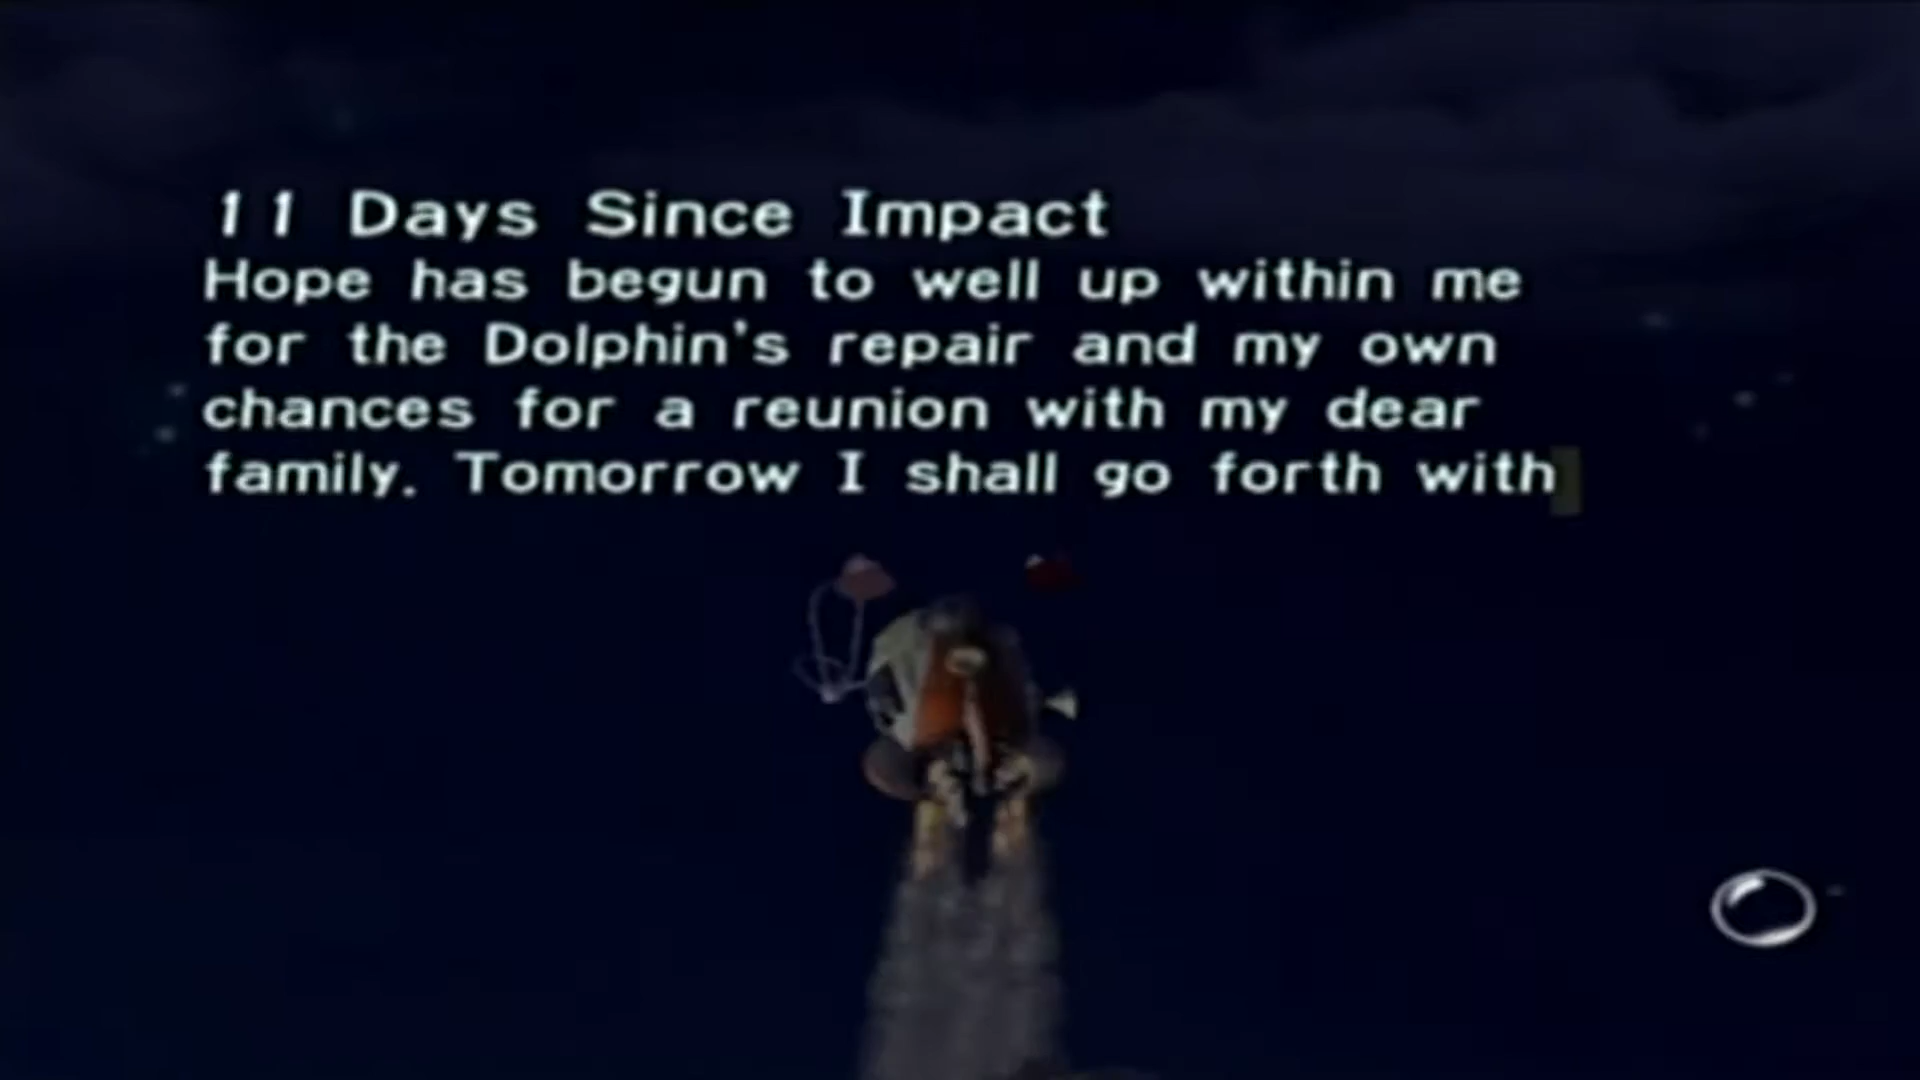 11 Days Since Impact
Hope has begun to well up within me
for the Dolphin's repair and my own
chances for a reunion with my dear
family. Tomorrow I shall go forth with